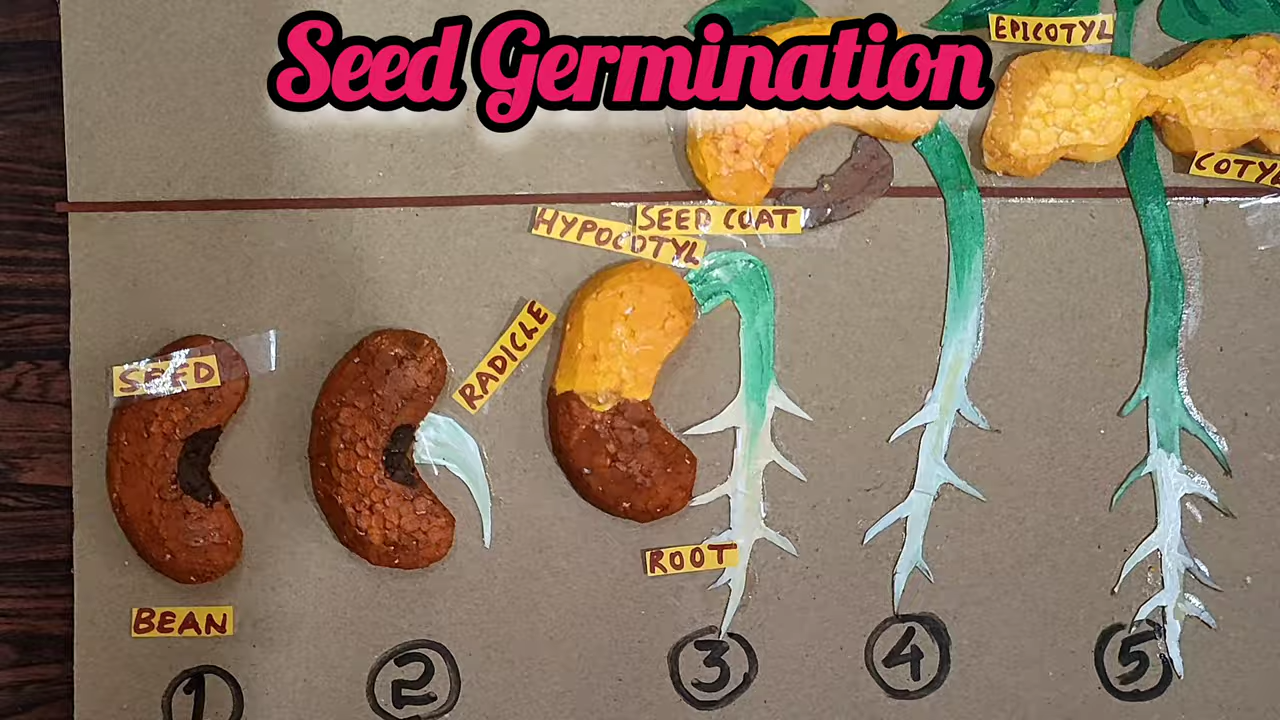 Seed Germination
EPICOTYL
COTYL
HYPOCOTYL
SEED COAT
RADICLE
SEED
ROOT
BEAN
1
2
3
4
5